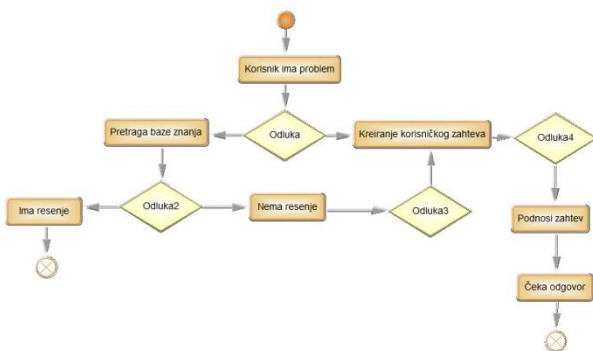 Korisnik ima problem
Pretraga baze znanja
Odluka
Kreiranje korisničkog zahteva
Odluka4
Ima resenje
Odluka2
Nema resenje
Odluka3
Podnosi zahtev
Čeka odgovor